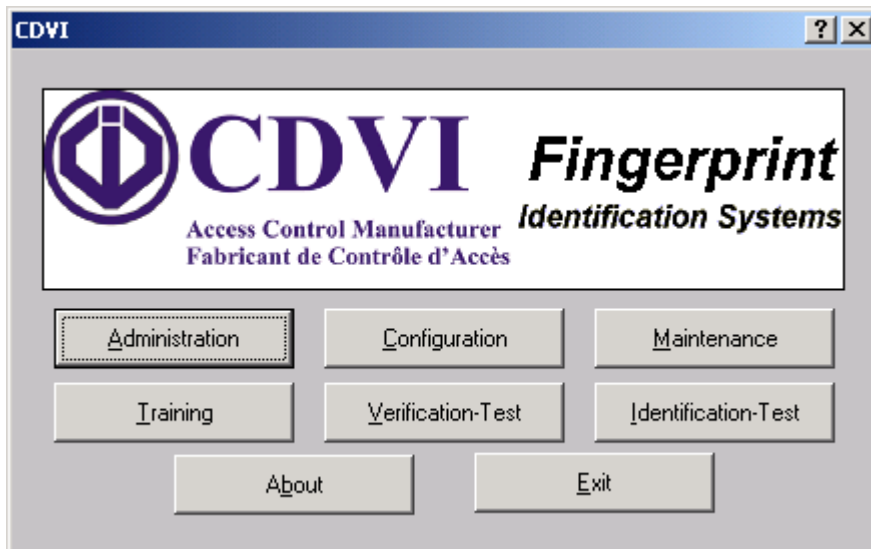 CDVI
CDVI
Fingerprint
Identification Systems
Access Control Manufacturer
Fabricant de Contrôle d'Accès
Administration
Configuration
Maintenance
Training
Verification-Test
Identification-Test
About
Exit